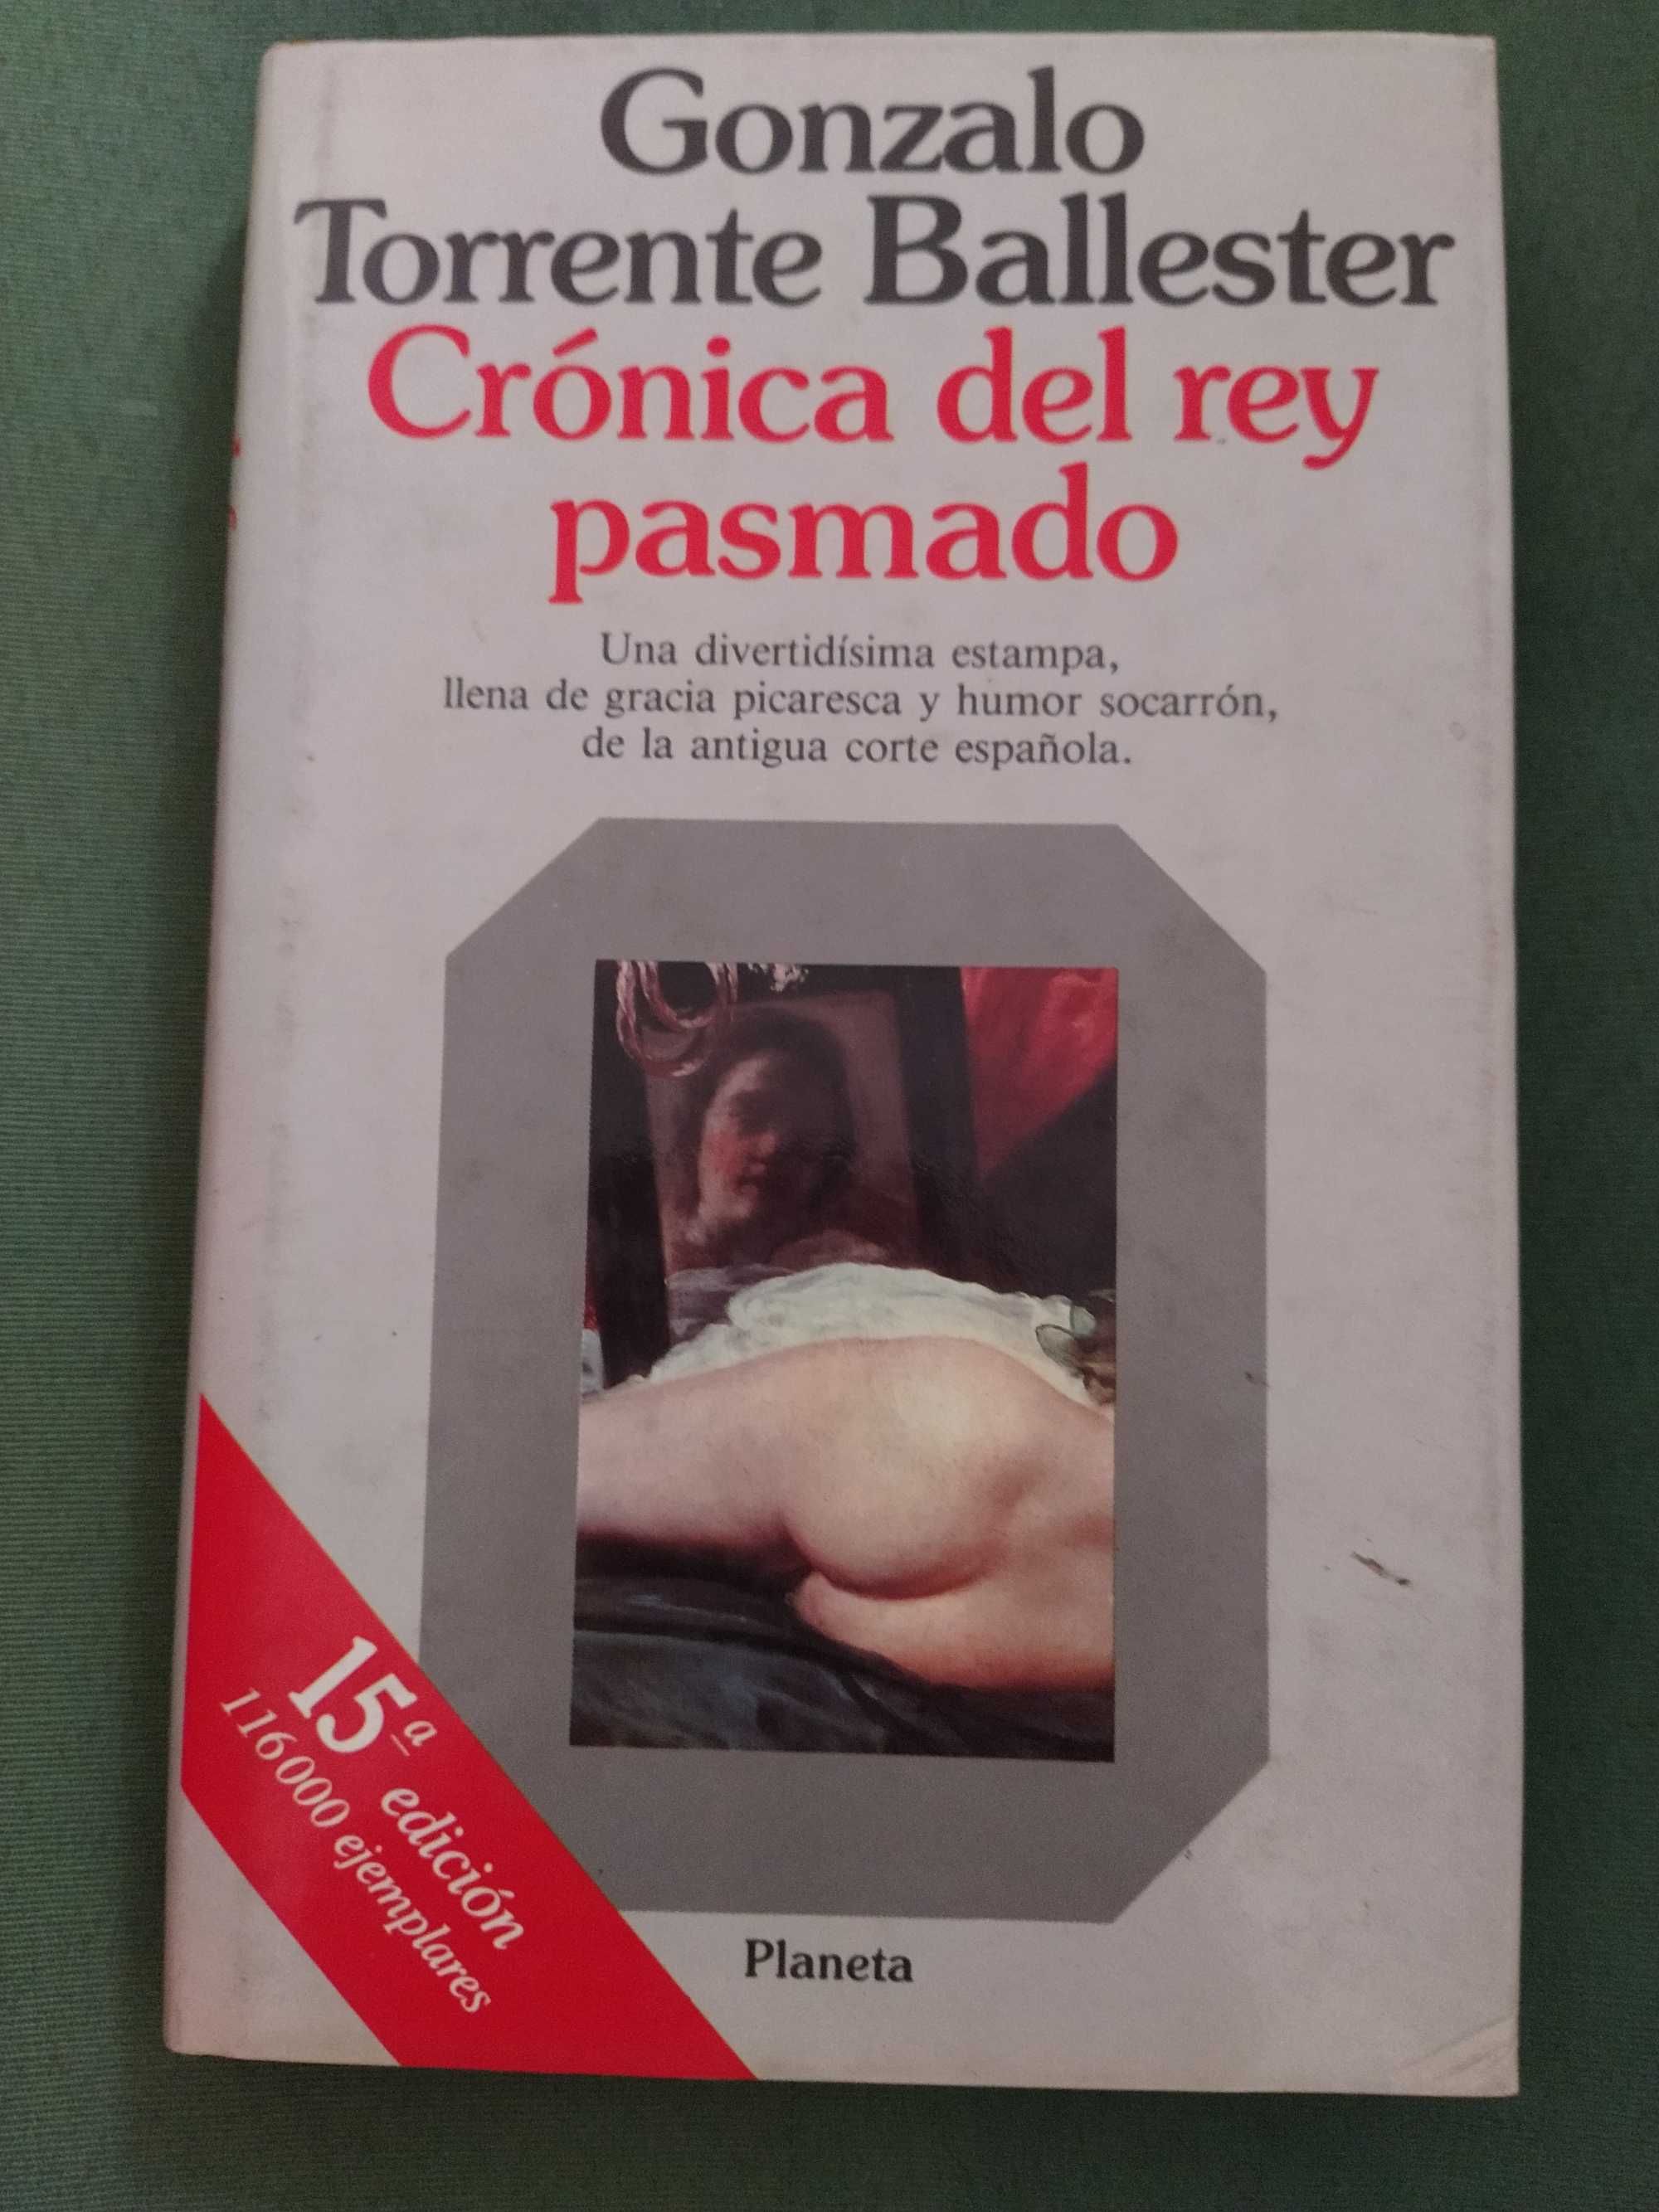 Gonzalo
Torrente Ballester
Crónica del rey
pasmado
Una divertidísima estampa,
llena de gracia picaresca y humor socarrón,
de la antigua corte española.
15ª edición
116000 ejemplares
Planeta